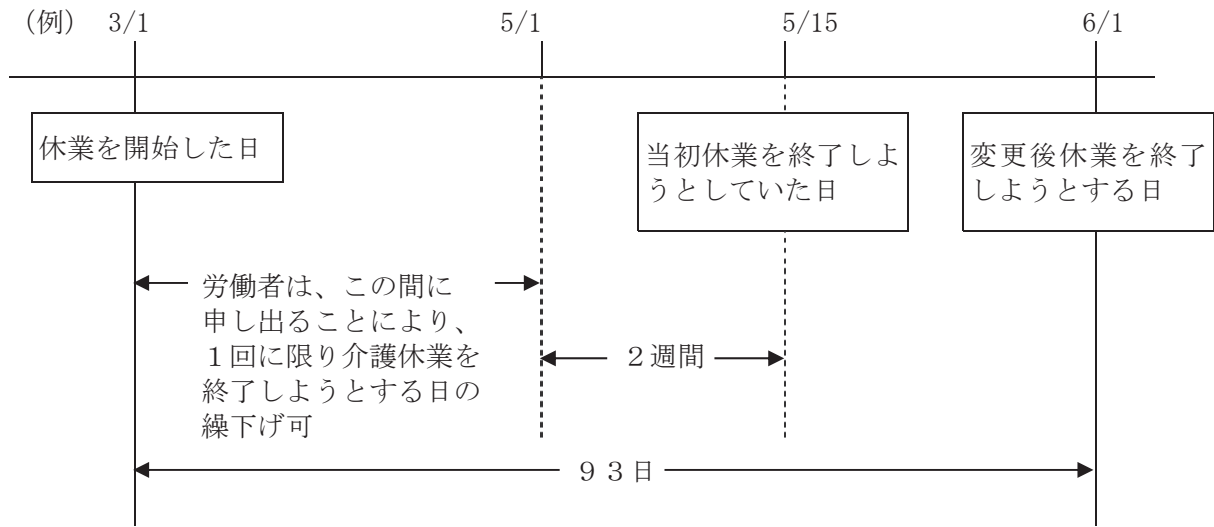 (例) 3/1 5/1 5/15 6/1
休業を開始した日
当初休業を終了しよ
うとしていた日
変更後休業を終了
しようとする日
労働者は、この間に
申し出ることにより、
1回に限り介護休業を
終了しようとする日の
繰下げ可
2週間
93日